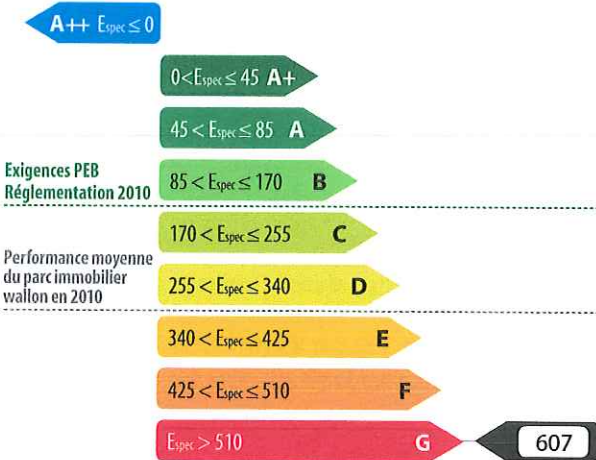 A++ Espec ≤ 0
0 < Espec ≤ 45 A+
45 < Espec ≤ 85 A
Exigences PEB
Réglementation 2010
85 < Espec ≤ 170 B
170 < Espec ≤ 255 C
Performance moyenne
du parc immobilier
wallon en 2010
255 < Espec ≤ 340 D
340 < Espec ≤ 425 E
425 < Espec ≤ 510 F
Espec > 510 G 607